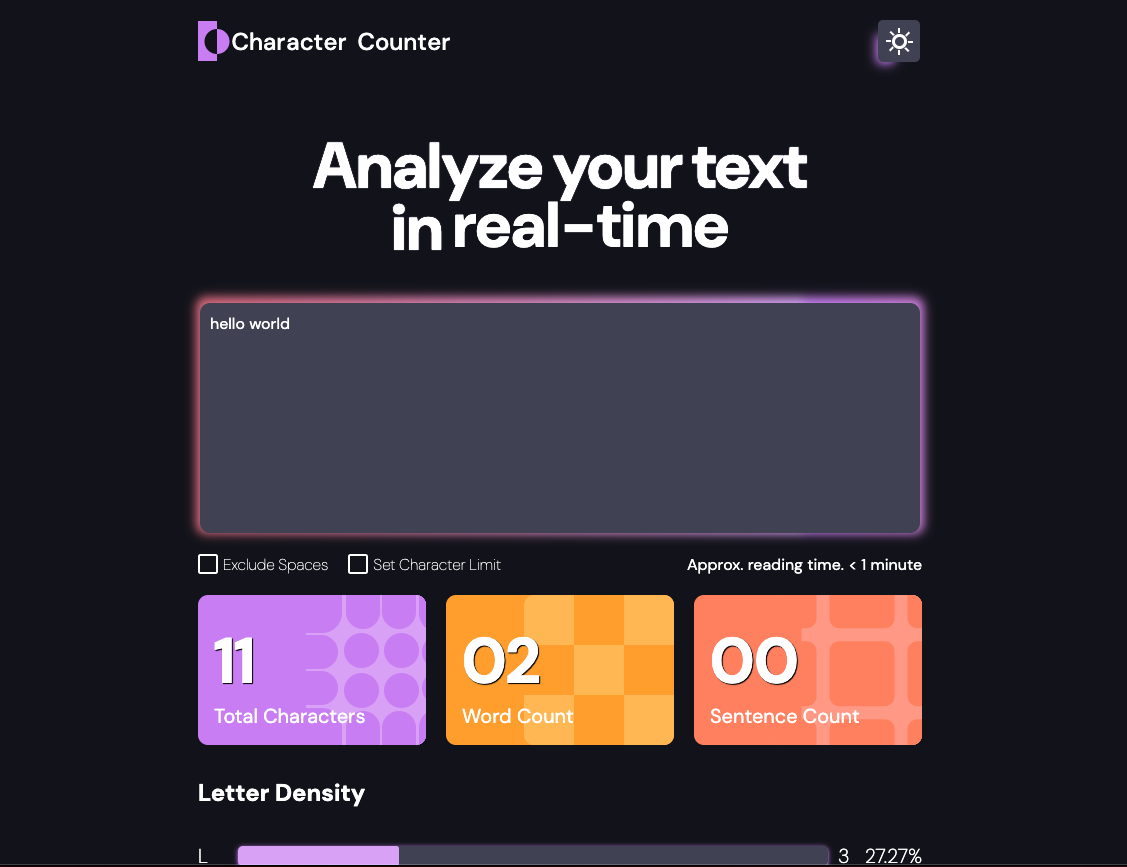 Character Counter
Analyze your text
in real-time
hello world
Exclude Spaces Set Character Limit Approx. reading time. < 1 minute
11 02 00
Total Characters Word Count Sentence Count
Letter Density
L 3 27.27%